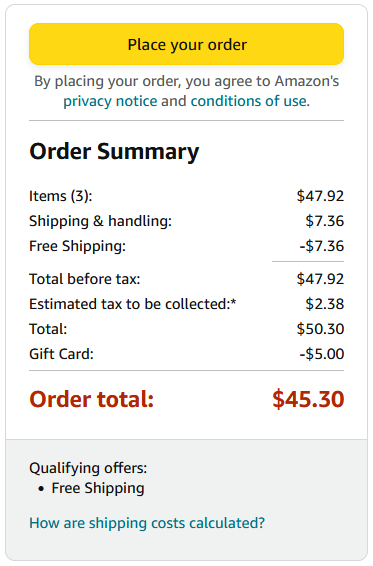 Place your order
By placing your order, you agree to Amazon's
privacy notice and conditions of use.
Order Summary
Items (3): $47.92
Shipping & handling: $7.36
Free Shipping: -$7.36
Total before tax: $47.92
Estimated tax to be collected:* $2.38
Total: $50.30
Gift Card: -$5.00
Order total: $45.30
Qualifying offers:
• Free Shipping
How are shipping costs calculated?